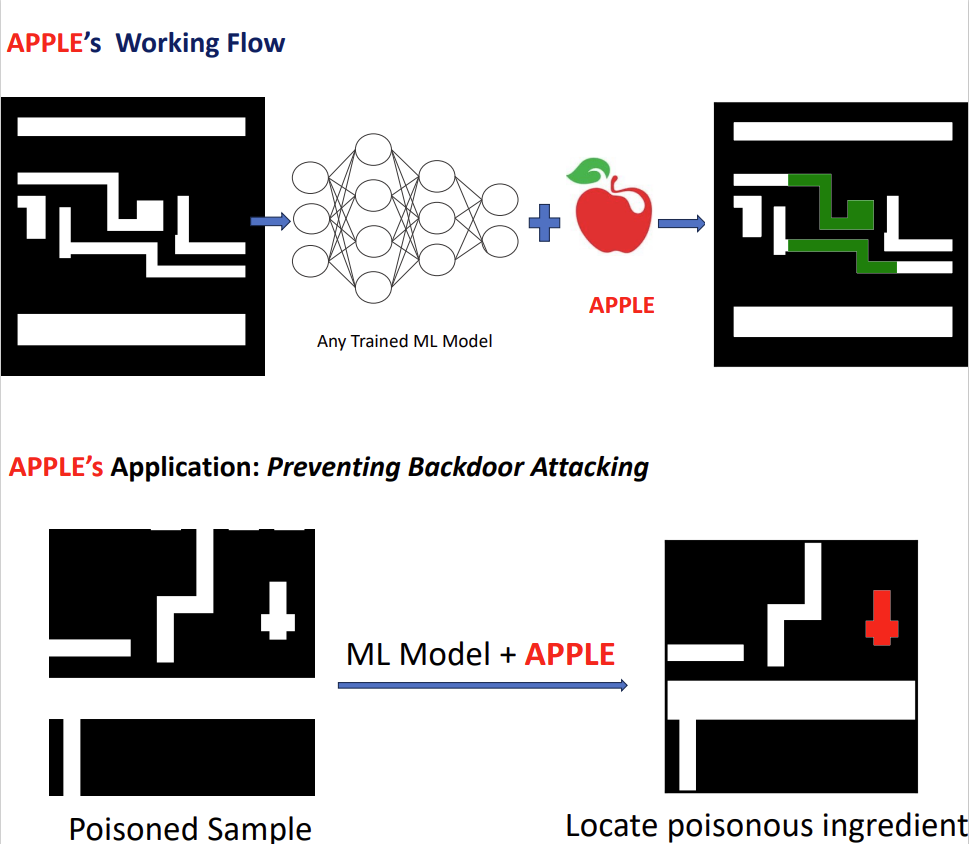 APPLE's Working Flow
Any Trained ML Model
APPLE
APPLE's Application: Preventing Backdoor Attacking
ML Model + APPLE
Poisoned Sample
Locate poisonous ingredient